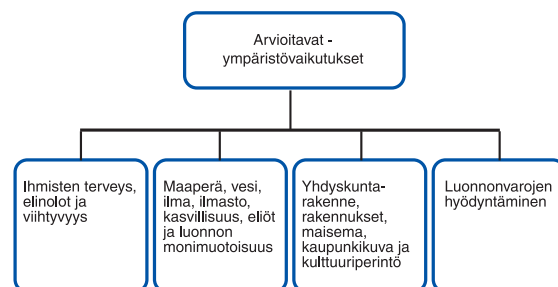 Arvioitavat -
ympäristövaikutukset
Ihmisten terveys,
elinolot ja
viihtyvyys
Maaperä, vesi,
ilma, ilmasto,
kasvillisuus, eliöt
ja luonnon
monimuotoisuus
Yhdyskunta-
rakenne,
rakennukset,
maisema,
kaupunkikuva ja
kulttuuriperintö
Luonnonvarojen
hyödyntäminen